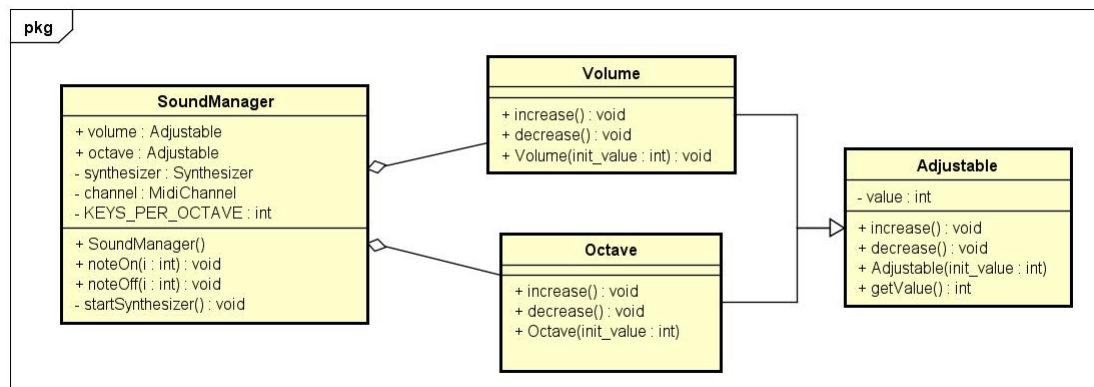 pkg
SoundManager
+ volume : Adjustable
+ octave : Adjustable
- synthesizer : Synthesizer
- channel : MidiChannel
- KEYS_PER_OCTAVE : int
+ SoundManager()
+ noteOn(i : int) : void
+ noteOff(i : int) : void
- startSynthesizer() : void
Volume
+ increase() : void
+ decrease() : void
+ Volume(init_value : int) : void
Octave
+ increase() : void
+ decrease() : void
+ Octave(init_value : int)
Adjustable
- value : int
+ increase() : void
+ decrease() : void
+ Adjustable(init_value : int)
+ getValue() : int